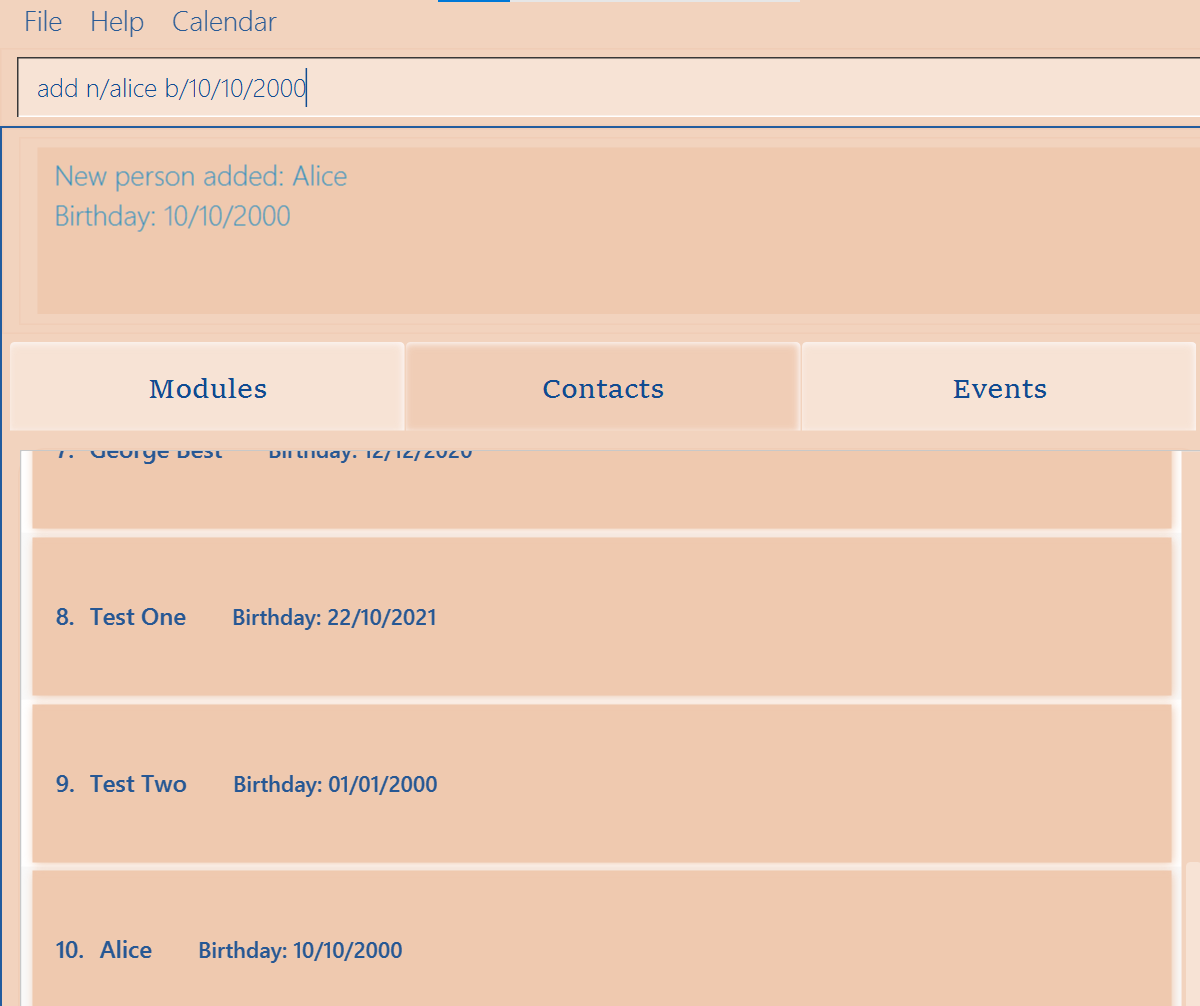 File Help Calendar
add n/alice b/10/10/2000
New person added: Alice
Birthday: 10/10/2000
Modules Contacts Events
7. George Best Birthday: 12/12/2020
8. Test One Birthday: 22/10/2021
9. Test Two Birthday: 01/01/2000
10. Alice Birthday: 10/10/2000